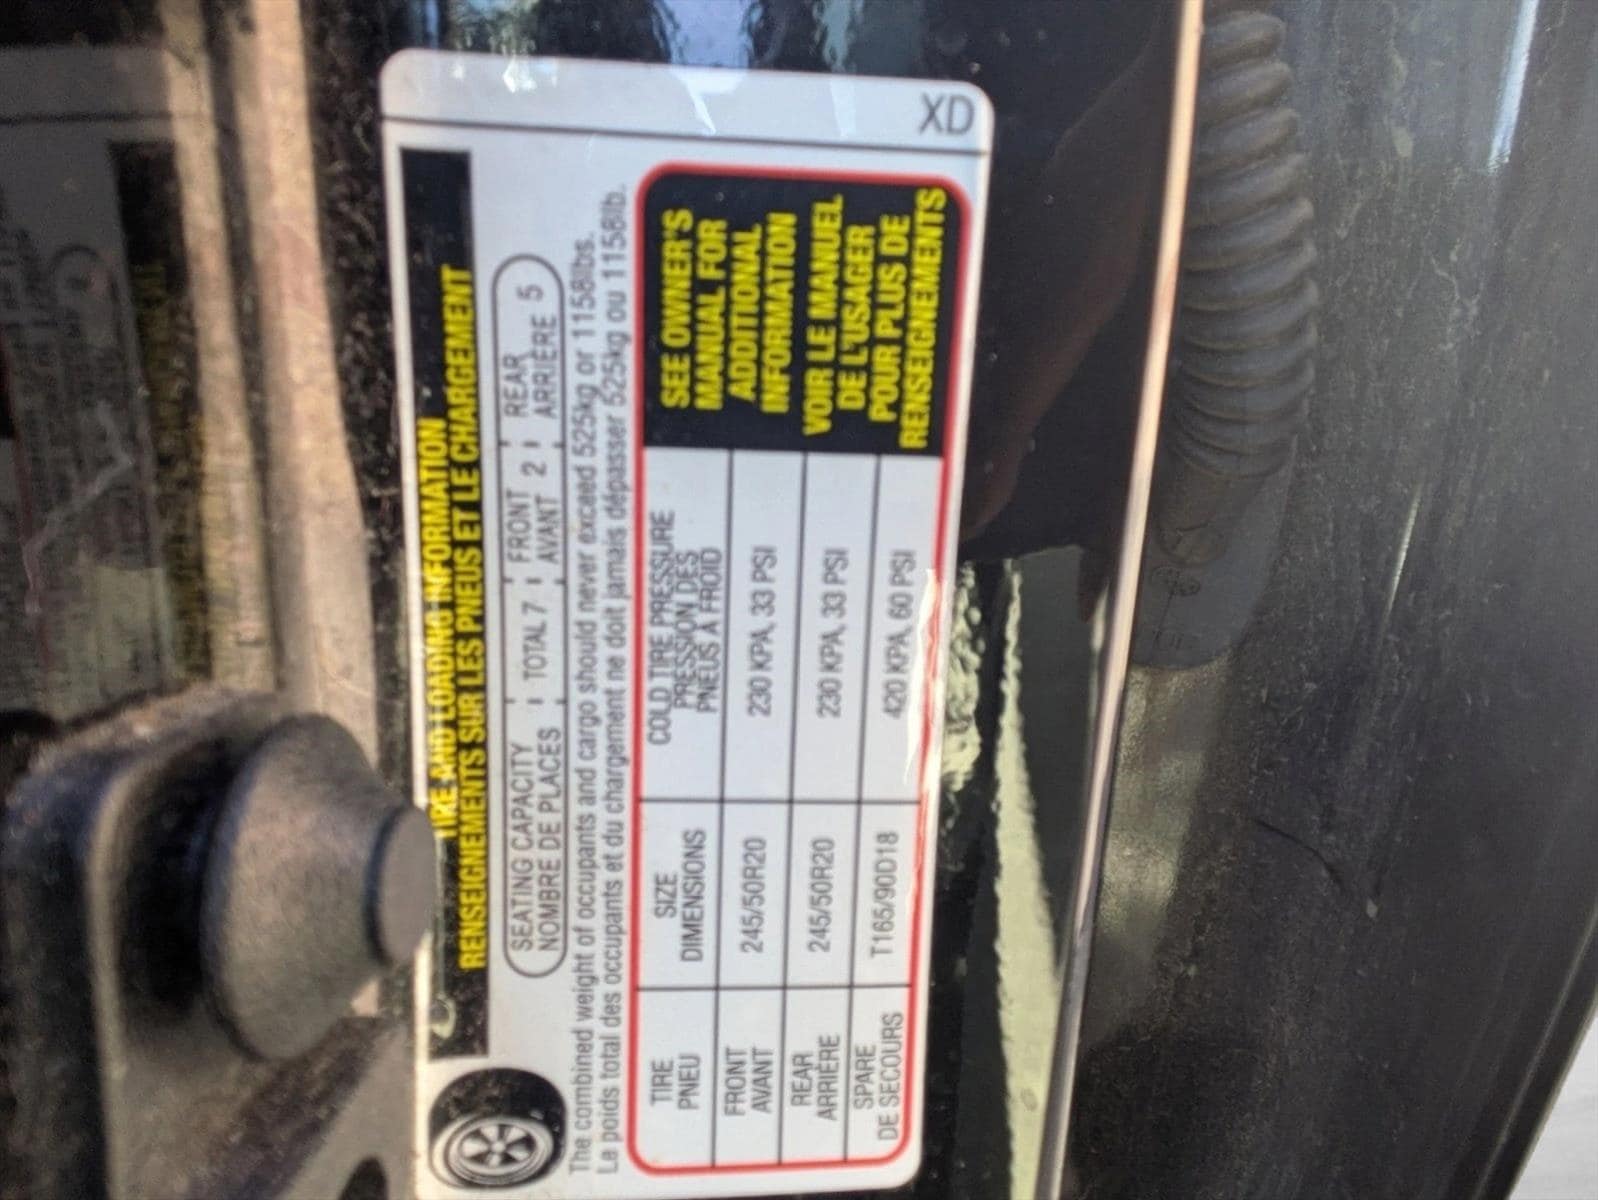 XD
TIRE AND LOADING INFORMATION
RENSEIGNEMENTS SUR LES PNEUS ET LE CHARGEMENT
SEATING CAPACITY TOTAL 7 FRONT 2 REAR 5
NOMBRE DE PLACES AVANT ARRIÈRE
The combined weight of occupants and cargo should never exceed 525kg or 1158lbs.
Le poids total des occupants et du chargement ne doit jamais dépasser 525kg ou 1158lb.
TIRE SIZE COLD TIRE PRESSURE
PNEU DIMENSIONS PRESSION DES
PNEUS A FROID
FRONT 245/50R20 230 KPA, 33 PSI
AVANT
REAR 245/50R20 230 KPA, 33 PSI
ARRIÈRE
SPARE T165/90D18 420 KPA, 60 PSI
DE SECOURS
SEE OWNER'S
MANUAL FOR
ADDITIONAL
INFORMATION
VOIR LE MANUEL
DE L'USAGER
POUR PLUS DE
RENSEIGNEMENTS